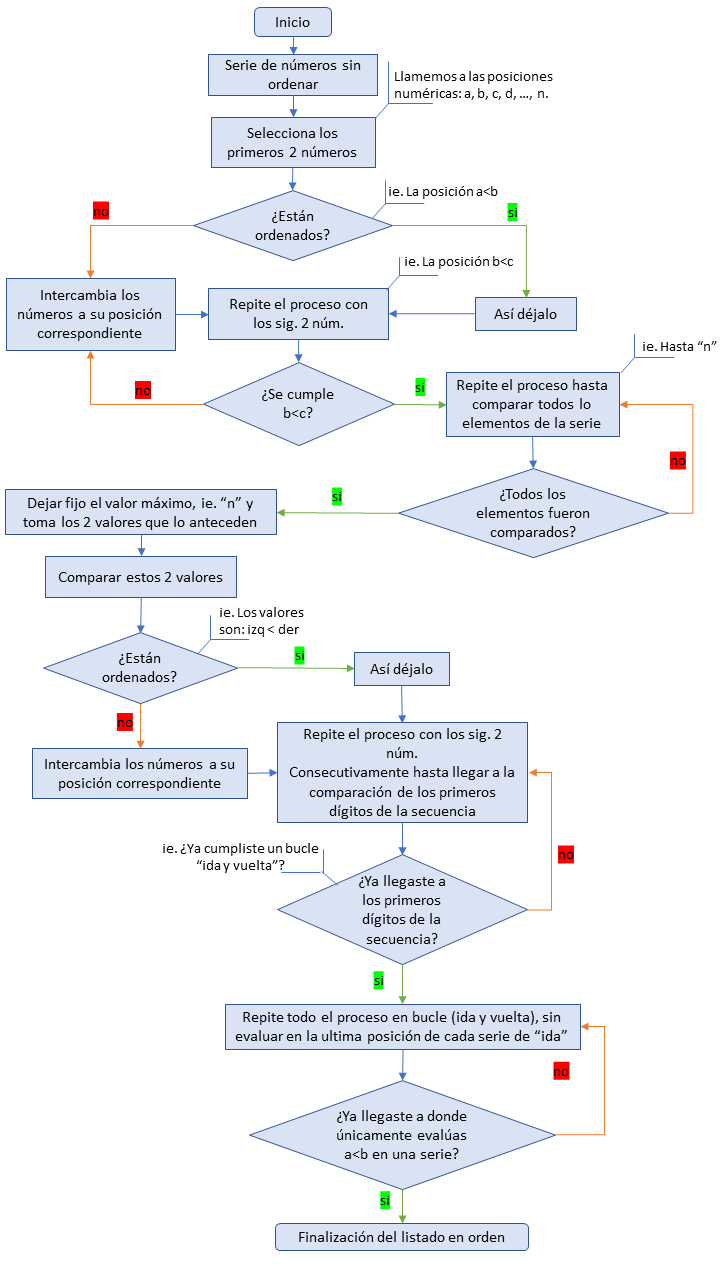 Inicio
Serie de números sin
ordenar
Llamemos a las posiciones
numéricas: a, b, c, d, ..., n.
Selecciona los
primeros 2 números
ie. La posición a<b
no
¿Están
ordenados?
si
ie. La posición b<c
Intercambia los
números a su posición
correspondiente
Repite el proceso con
los sig. 2 núm.
Así déjalo
ie. Hasta “n”
no
¿Se cumple
b<c?
si
Repite el proceso hasta
comparar todos lo
elementos de la serie
no
Dejar fijo el valor máximo, ie. “n” y
toma los 2 valores que lo anteceden
si
¿Todos los
elementos fueron
comparados?
Comparar estos 2 valores
ie. Los valores
son: izq < der
¿Están
ordenados?
si
Así déjalo
no
Intercambia los números a su
posición correspondiente
Repite el proceso con los sig. 2
núm.
Consecutivamente hasta llegar a la
comparación de los primeros
dígitos de la secuencia
ie. ¿Ya cumpliste un bucle
“ida y vuelta”?
no
¿Ya llegaste a
los primeros
dígitos de la
secuencia?
si
Repite todo el proceso en bucle (ida y vuelta), sin
evaluar en la ultima posición de cada serie de “ida”
no
¿Ya llegaste a donde
únicamente evalúas
a<b en una serie?
si
Finalización del listado en orden